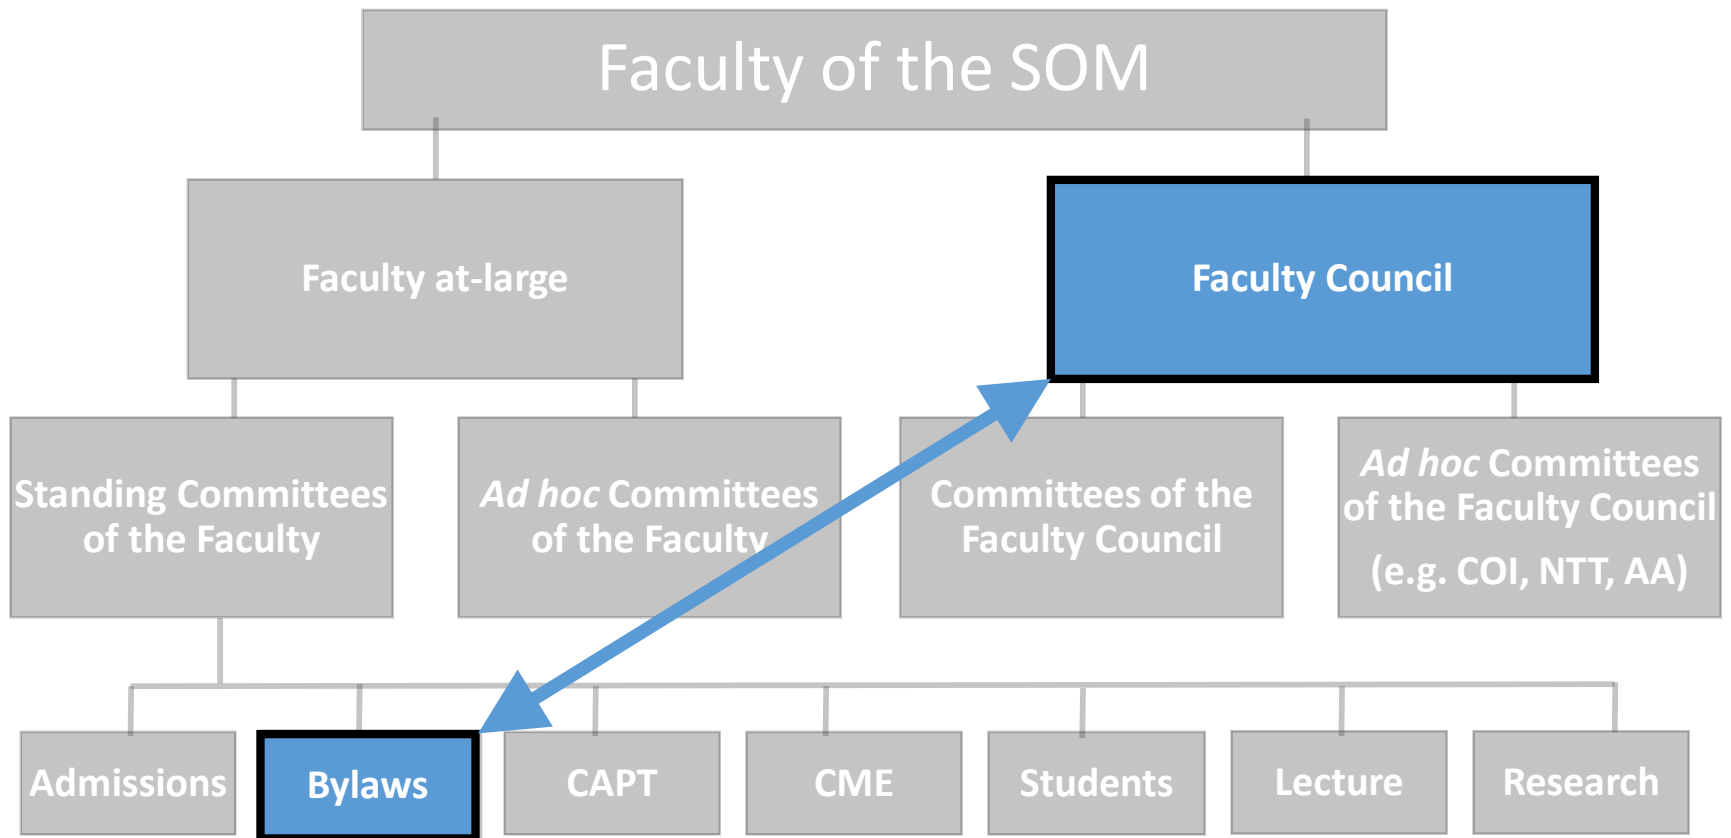 Faculty of the SOM
Faculty at-large
Faculty Council
Standing Committees
of the Faculty
Ad hoc Committees
of the Faculty
Committees of the
Faculty Council
Ad hoc Committees
of the Faculty Council
(e.g. COI, NTT, AA)
Admissions
Bylaws
CAPT
CME
Students
Lecture
Research